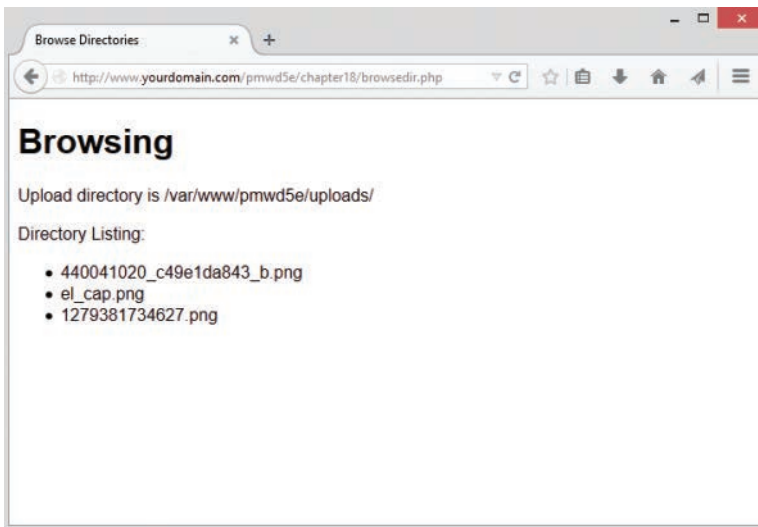 Browse Directories
http://www.yourdomain.com/pmwd5e/chapter18/browsedir.php
Browsing
Upload directory is /var/www/pmwd5e/uploads/
Directory Listing:
• 440041020_c49e1da843_b.png
• el_cap.png
• 1279381734627.png